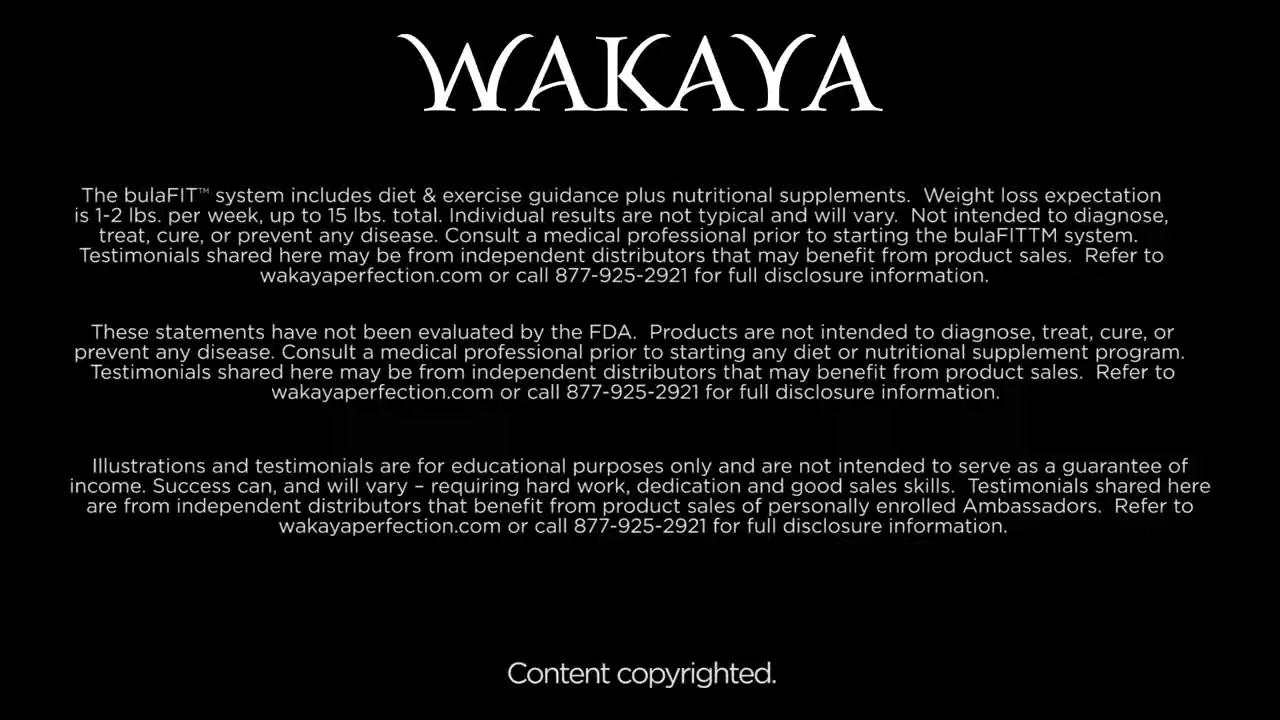 WAKAYA
The bulaFIT™ system includes diet & exercise guidance plus nutritional supplements.  Weight loss expectation
is 1-2 lbs. per week, up to 15 lbs. total. Individual results are not typical and will vary.  Not intended to diagnose,
treat, cure, or prevent any disease. Consult a medical professional prior to starting the bulaFITTM system.
Testimonials shared here may be from independent distributors that may benefit from product sales.  Refer to
wakayaperfection.com or call 877-925-2921 for full disclosure information.
These statements have not been evaluated by the FDA.  Products are not intended to diagnose, treat, cure, or
prevent any disease. Consult a medical professional prior to starting any diet or nutritional supplement program.
Testimonials shared here may be from independent distributors that may benefit from product sales.  Refer to
wakayaperfection.com or call 877-925-2921 for full disclosure information.
Illustrations and testimonials are for educational purposes only and are not intended to serve as a guarantee of
income. Success can, and will vary – requiring hard work, dedication and good sales skills.  Testimonials shared here
are from independent distributors that benefit from product sales of personally enrolled Ambassadors.  Refer to
wakayaperfection.com or call 877-925-2921 for full disclosure information.
Content copyrighted.